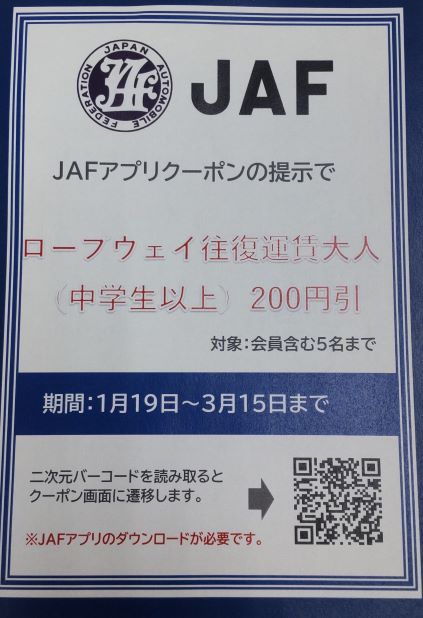 JAPAN AUTOMOBILE FEDERATION
JAF
JAFアプリクーポンの提示で
ロープウェイ往復運賃大人
(中学生以上) 200円引
対象:会員含む5名まで
期間:1月19日～3月15日まで
二次元バーコードを読み取ると
クーポン画面に遷移します。
※JAFアプリのダウンロードが必要です。